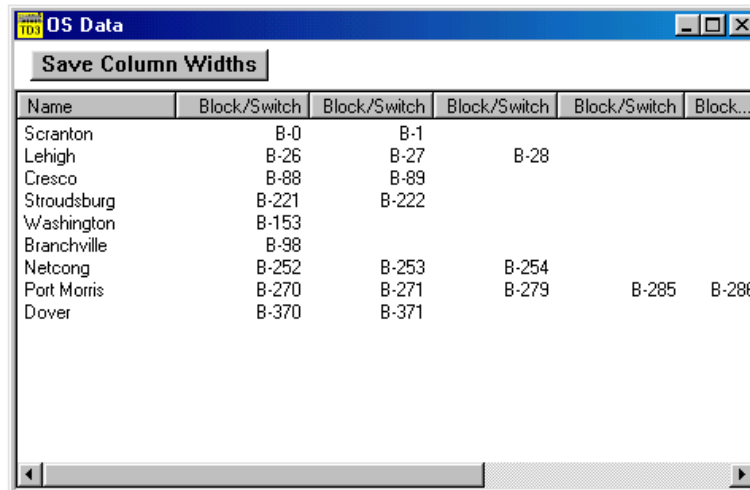 TD3 OS Data
Save Column Widths
Name Block/Switch Block/Switch Block/Switch Block/Switch Block...
Scranton B-0 B-1
Lehigh B-26 B-27 B-28
Cresco B-88 B-89
Stroudsburg B-221 B-222
Washington B-153
Branchville B-98
Netcong B-252 B-253 B-254
Port Morris B-270 B-271 B-279 B-285 B-286
Dover B-370 B-371